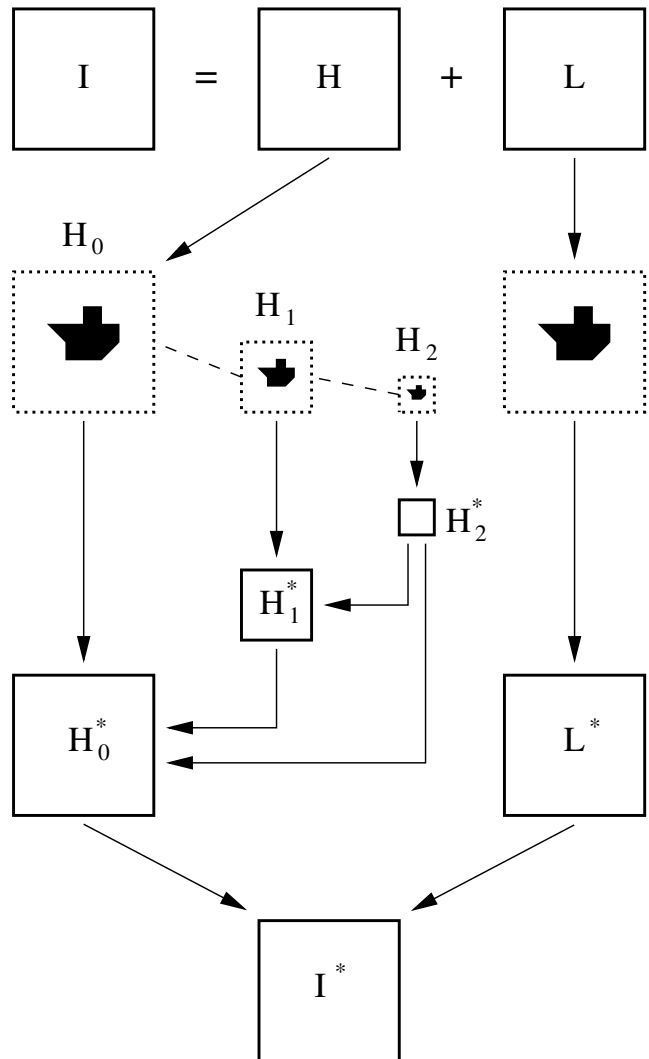 I = H + L
H₀
H₁
H₂
H₂*
H₁*
H₀* L*
I*